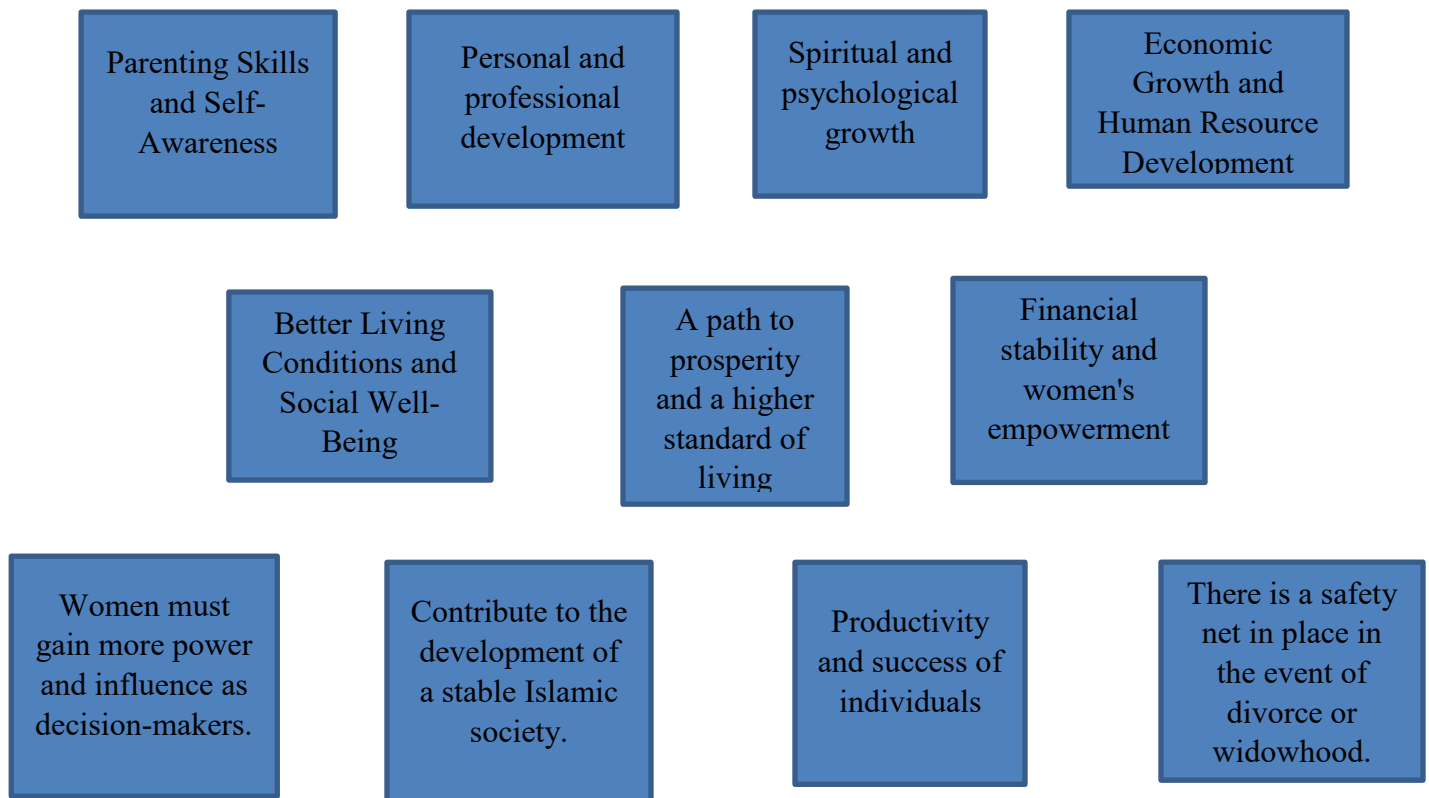 Parenting Skills
and Self-
Awareness
Personal and
professional
development
Spiritual and
psychological
growth
Economic
Growth and
Human Resource
Development
Better Living
Conditions and
Social Well-
Being
A path to
prosperity
and a higher
standard of
living
Financial
stability and
women's
empowerment
Women must
gain more power
and influence as
decision-makers.
Contribute to the
development of
a stable Islamic
society.
Productivity
and success of
individuals
There is a safety
net in place in
the event of
divorce or
widowhood.